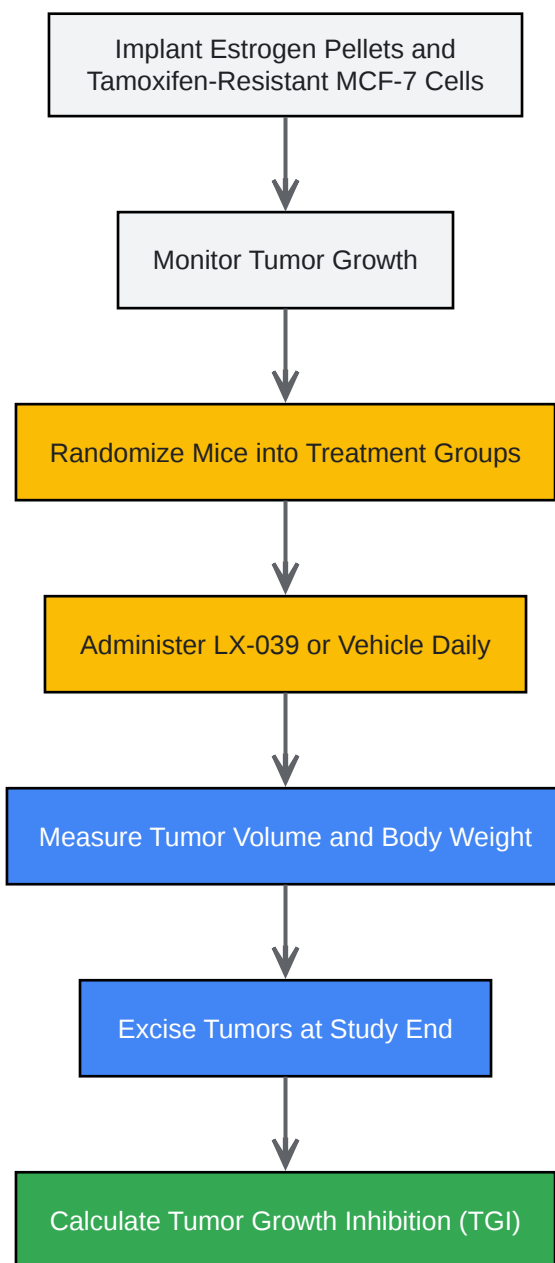 Implant Estrogen Pellets and
Tamoxifen-Resistant MCF-7 Cells
Monitor Tumor Growth
Randomize Mice into Treatment Groups
Administer LX-039 or Vehicle Daily
Measure Tumor Volume and Body Weight
Excise Tumors at Study End
Calculate Tumor Growth Inhibition (TGI)